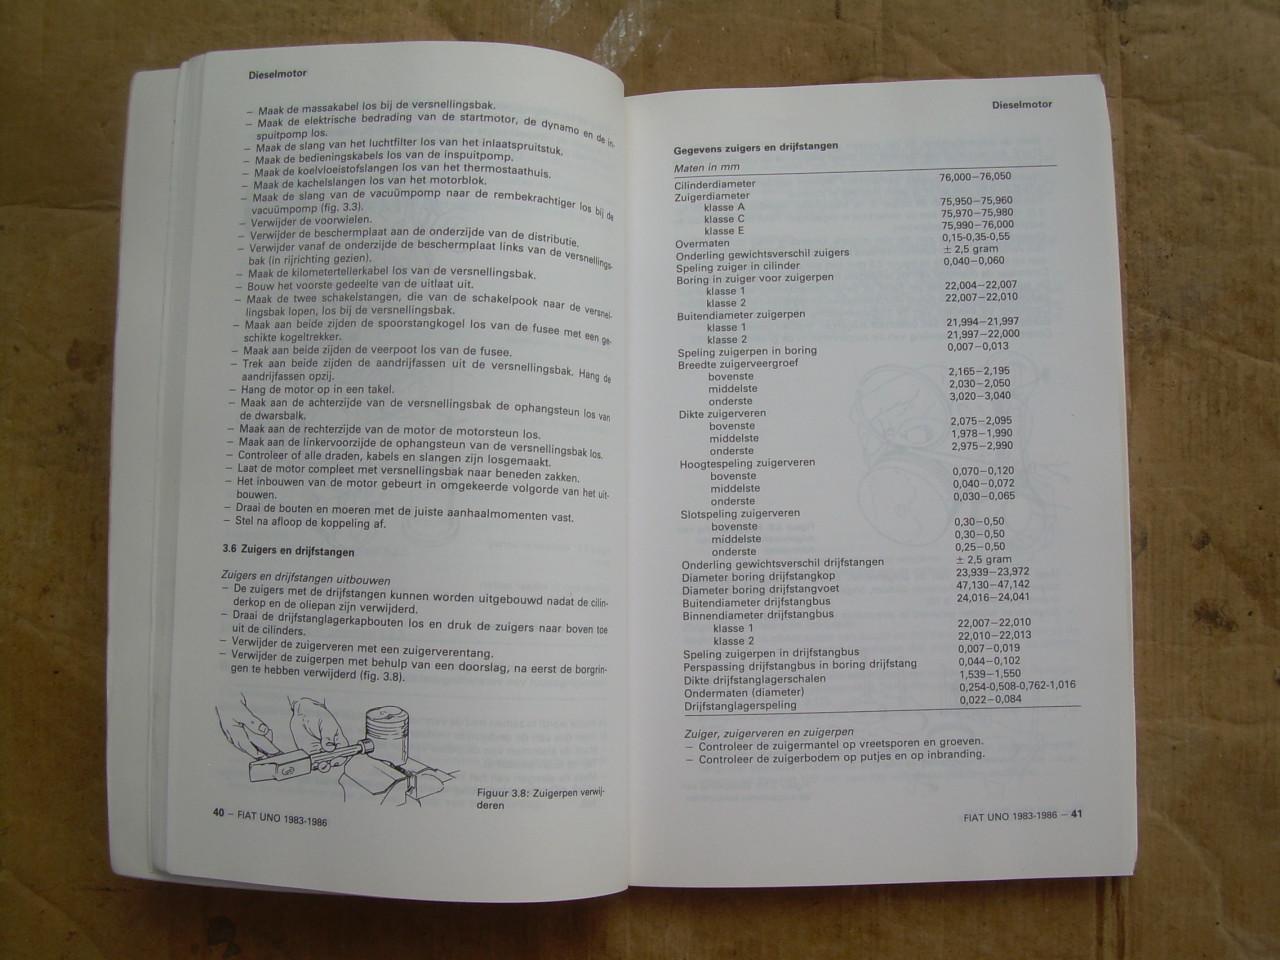 Dieselmotor
– Maak de massakabel los bij de versnellingsbak.
– Maak de elektrische bedrading van de startmotor, de dynamo en de in-
spuitpomp los.
– Maak de slang van het luchtfilter los van het inlaatspruitstuk.
– Maak de bedieningskabels los van de inspuitpomp.
– Maak de koelvloeistofslangen los van het thermostaathuis.
– Maak de kachelslangen los van het motorblok.
– Maak de slang van de vacuümpomp naar de rembekrachtiger los bij de
vacuümpomp (fig. 3.3).
– Verwijder de voorwielen.
– Verwijder de beschermplaat aan de onderzijde van de distributie.
– Verwijder vanaf de onderzijde de beschermplaat links van de versnellings-
bak (in rijrichting gezien).
– Maak de kilometertellerkabel los van de versnellingsbak.
– Bouw het voorste gedeelte van de uitlaat uit.
– Maak de twee schakelstangen, die van de schakelpook naar de versnel-
lingsbak lopen, los bij de versnellingsbak.
– Maak aan beide zijden de spoorstangkogel los van de fusee met een ge-
schikte kogeltrekker.
– Maak aan beide zijden de veerpoot los van de fusee.
– Trek aan beide zijden de aandrijfassen uit de versnellingsbak. Hang de
aandrijfassen opzij.
– Hang de motor op in een takel.
– Maak aan de achterzijde van de versnellingsbak de ophangsteun los van
de dwarsbalk.
– Maak aan de rechterzijde van de motor de motorsteun los.
– Maak aan de linkervoorzijde de ophangsteun van de versnellingsbak los.
– Controleer of alle draden, kabels en slangen zijn losgemaakt.
– Laat de motor compleet met versnellingsbak naar beneden zakken.
– Het inbouwen van de motor gebeurt in omgekeerde volgorde van het uit-
bouwen.
– Draai de bouten en moeren met de juiste aanhaalmomenten vast.
– Stel na afloop de koppeling af.
3.6 Zuigers en drijfstangen
Zuigers en drijfstangen uitbouwen
– De zuigers met de drijfstangen kunnen worden uitgebouwd nadat de cilin-
derkop en de oliepan zijn verwijderd.
– Draai de drijfstanglagerkapbouten los en druk de zuigers naar boven toe
uit de cilinders.
– Verwijder de zuigerveren met een zuigerverentang.
– Verwijder de zuigerpen met behulp van een doorslag, na eerst de borgrin-
gen te hebben verwijderd (fig. 3.8).
Figuur 3.8: Zuigerpen verwij-
deren
40 – FIAT UNO 1983-1986
Dieselmotor
Gegevens zuigers en drijfstangen
Maten in mm
Cilinderdiameter 76,000–76,050
Zuigerdiameter
klasse A 75,950–75,960
klasse C 75,970–75,980
klasse E 75,990–76,000
Overmaten 0,15-0,35-0,55
Onderling gewichtsverschil zuigers ± 2,5 gram
Speling zuiger in cilinder 0,040–0,060
Boring in zuiger voor zuigerpen
klasse 1 22,004–22,007
klasse 2 22,007–22,010
Buitendiameter zuigerpen
klasse 1 21,994–21,997
klasse 2 21,997–22,000
Speling zuigerpen in boring 0,007–0,013
Breedte zuigerveergroef
bovenste 2,165–2,195
middelste 2,030–2,050
onderste 3,020–3,040
Dikte zuigerveren
bovenste 2,075–2,095
middelste 1,978–1,990
onderste 2,975–2,990
Hoogtespeling zuigerveren
bovenste 0,070–0,120
middelste 0,040–0,072
onderste 0,030–0,065
Slotspeling zuigerveren
bovenste 0,30–0,50
middelste 0,30–0,50
onderste 0,25–0,50
Onderling gewichtsverschil drijfstangen ± 2,5 gram
Diameter boring drijfstangkop 23,939–23,972
Diameter boring drijfstangvoet 47,130–47,142
Buitendiameter drijfstangbus 24,016–24,041
Binnendiameter drijfstangbus
klasse 1 22,007–22,010
klasse 2 22,010–22,013
Speling zuigerpen in drijfstangbus 0,007–0,019
Perspassing drijfstangbus in boring drijfstang 0,044–0,102
Dikte drijfstanglagerschalen 1,539–1,550
Ondermaten (diameter) 0,254-0,508-0,762-1,016
Drijfstanglagerspeling 0,022–0,084
Zuiger, zuigerveren en zuigerpen
– Controleer de zuigermantel op vreetsporen en groeven.
– Controleer de zuigerbodem op putjes en op inbranding.
FIAT UNO 1983-1986 – 41